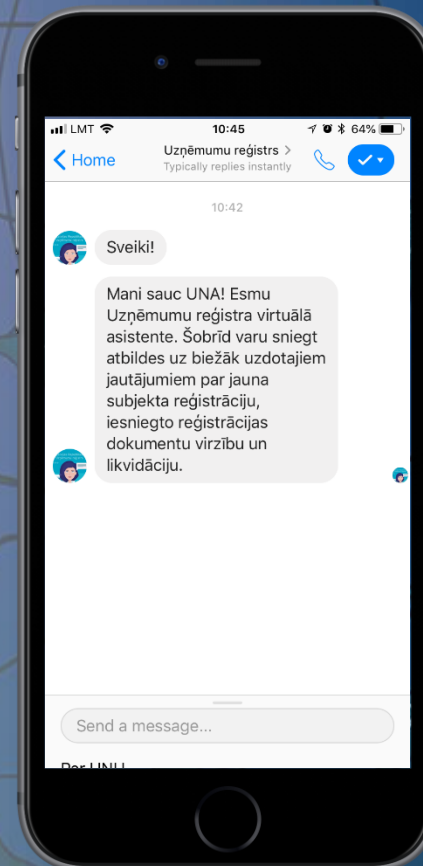 LMT 10:45 64%
Home Uzņēmumu reģistrs >
Typically replies instantly
10:42
Sveiki!
Mani sauc UNA! Esmu
Uzņēmumu reģistra virtuālā
asistente. Šobrīd varu sniegt
atbildes uz biežāk uzdotajiem
jautājumiem par jauna
subjekta reģistrāciju,
iesniegto reģistrācijas
dokumentu virzību un
likvidāciju.
Send a message...
Par UNU